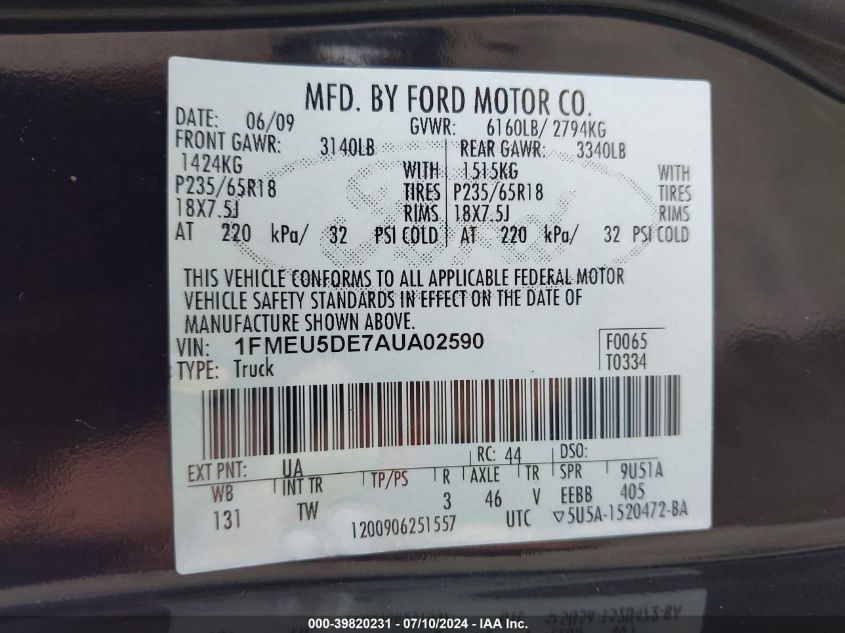 MFD. BY FORD MOTOR CO.
DATE: 06/09 GVWR: 6160LB/ 2794KG
FRONT GAWR: 3140LB REAR GAWR: 3340LB
1424KG WITH 1515KG WITH
P235/65R18 TIRES P235/65R18 TIRES
18X7.5J RIMS 18X7.5J RIMS
AT 220 kPa/ 32 PSI COLD AT 220 kPa/ 32 PSI COLD
THIS VEHICLE CONFORMS TO ALL APPLICABLE FEDERAL MOTOR
VEHICLE SAFETY STANDARDS IN EFFECT ON THE DATE OF
MANUFACTURE SHOWN ABOVE.
VIN: 1FMEU5DE7AUA02590 F0065
TYPE: Truck T0334
EXT PNT: UA RC: 44 DSO:
WB INT TR TP/PS R AXLE TR SPR 9U51A
131 TW 3 46 V EEBB 405
1200906251557 UTC ▽5U5A-1520472-BA
000-39820231 - 07/10/2024 - IAA Inc.